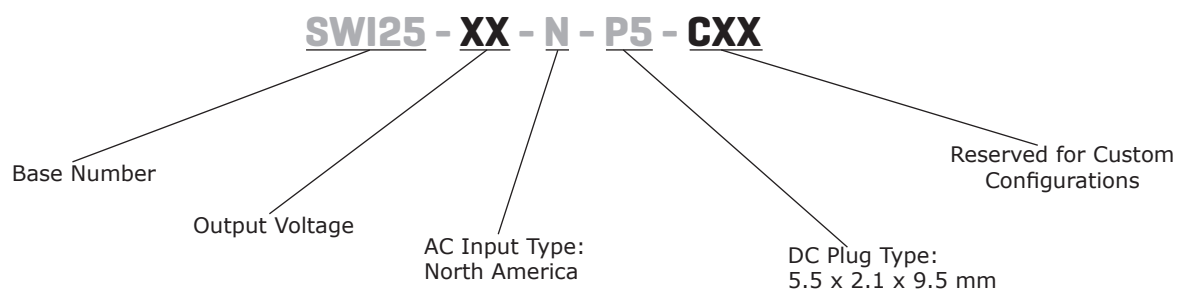 SWI25 - XX - N - P5 - CXX
Base Number
Output Voltage
AC Input Type:
North America
DC Plug Type:
5.5 x 2.1 x 9.5 mm
Reserved for Custom
Configurations